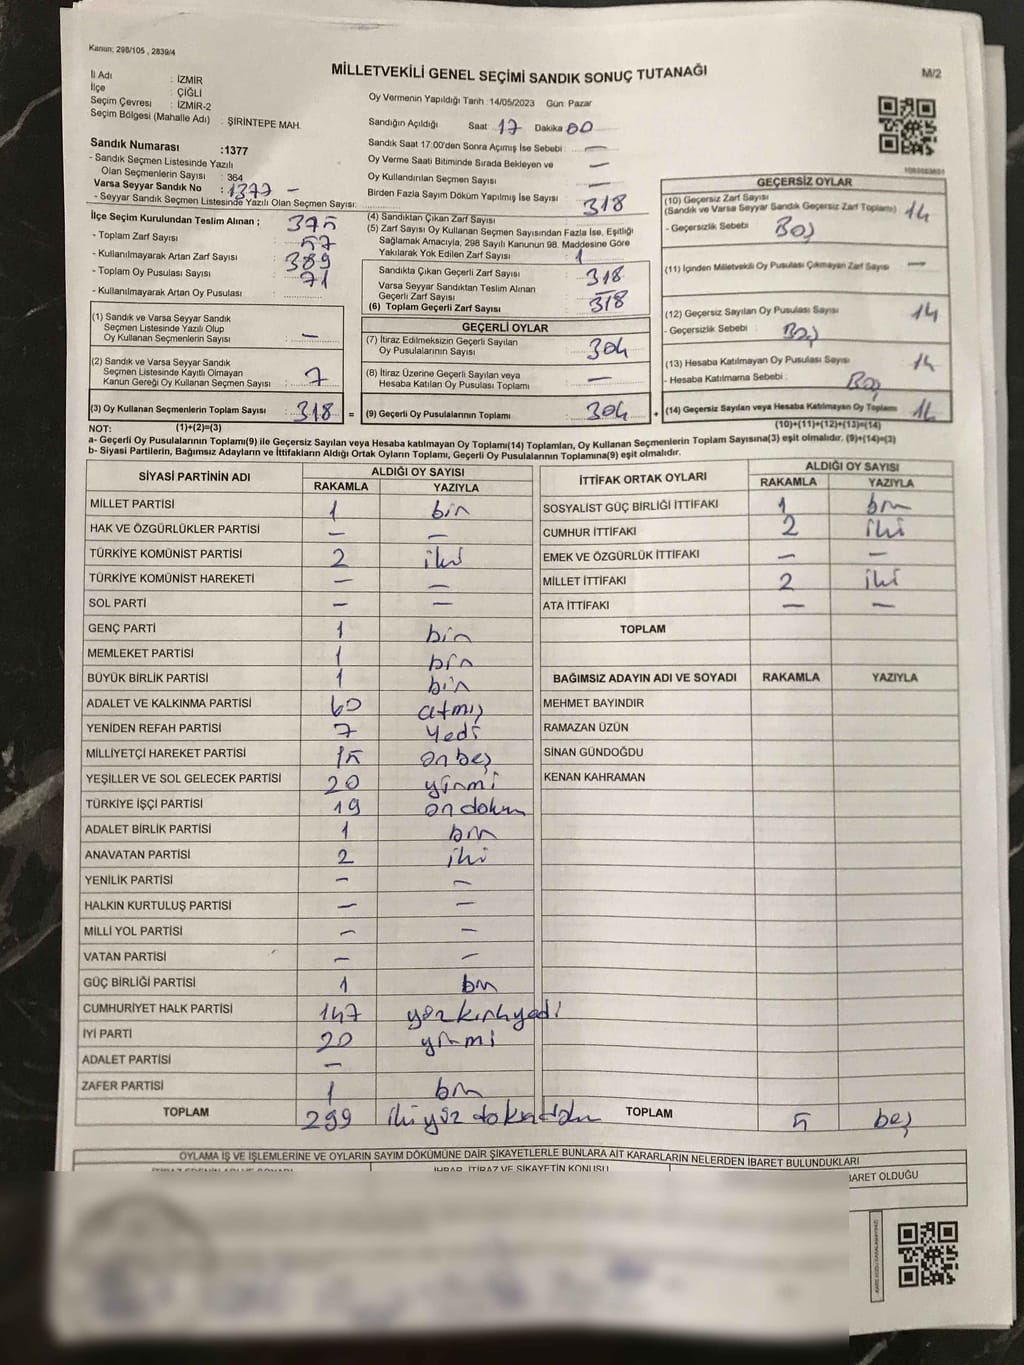 Kanun: 298/105 , 2839/4
MİLLETVEKİLİ GENEL SEÇİMİ SANDIK SONUÇ TUTANAĞI
M/2
İl Adı : İZMİR
İlçe : ÇİĞLİ
Seçim Çevresi : İZMİR-2
Seçim Bölgesi (Mahalle Adı) : ŞİRİNTEPE MAH.
Sandık Numarası :1377
- Sandık Seçmen Listesinde Yazılı
Olan Seçmenlerin Sayısı : 364
Varsa Seyyar Sandık No : 1377 -
- Seyyar Sandık Seçmen Listesinde Yazılı Olan Seçmen Sayısı:
İlçe Seçim Kurulundan Teslim Alınan ; 375
- Toplam Zarf Sayısı 57
- Kullanılmayarak Artan Zarf Sayısı : 389
- Toplam Oy Pusulası Sayısı 71
- Kullanılmayarak Artan Oy Pusulası :
(1) Sandık ve Varsa Seyyar Sandık
Seçmen Listesinde Yazılı Olup
Oy Kullanan Seçmenlerin Sayısı : —
(2) Sandık ve Varsa Seyyar Sandık
Seçmen Listesinde Kayıtlı Olmayan
Kanun Gereği Oy Kullanan Seçmen Sayısı : 7
(3) Oy Kullanan Seçmenlerin Toplam Sayısı : 318 =
Oy Vermenin Yapıldığı Tarih :14/05/2023 Gün: Pazar
Sandığın Açıldığı Saat 17 Dakika 00
Sandık Saat 17:00'den Sonra Açımış İse Sebebi : —
Oy Verme Saati Bitiminde Sırada Bekleyen ve —
Oy Kullandırılan Seçmen Sayısı : —
Birden Fazla Sayım Döküm Yapılmış İse Sayısı
(4) Sandıktan Çıkan Zarf Sayısı 318
(5) Zarf Sayısı Oy Kullanan Seçmen Sayısından Fazla İse, Eşitliği
Sağlamak Amacıyla, 298 Sayılı Kanunun 98. Maddesine Göre
Yakılarak Yok Edilen Zarf Sayısı : 1
Sandıkta Çıkan Geçerli Zarf Sayısı : 318
Varsa Seyyar Sandıktan Teslim Alınan
Geçerli Zarf Sayısı : —
(6) Toplam Geçerli Zarf Sayısı : 318
GEÇERLİ OYLAR
(7) İtiraz Edilmeksizin Geçerli Sayılan
Oy Pusulalarının Sayısı : 304
(8) İtiraz Üzerine Geçerli Sayılan veya
Hesaba Katılan Oy Pusulası Toplamı : —
(9) Geçerli Oy Pusulalarının Toplamı : 304 +
GEÇERSİZ OYLAR
(10) Geçersiz Zarf Sayısı
(Sandık ve Varsa Seyyar Sandık Geçersiz Zarf Toplamı) : 14
- Geçersizlik Sebebi : Boş
(11) İçinden Milletvekili Oy Pusulası Çıkmayan Zarf Sayısı : —
(12) Geçersiz Sayılan Oy Pusulası Sayısı : 14
- Geçersizlik Sebebi : Boş
(13) Hesaba Katılmayan Oy Pusulası Sayısı : 14
- Hesaba Katılmama Sebebi : Boş
(14) Geçersiz Sayılan veya Hesaba Katılmayan Oy Toplamı : 14
NOT: (1)+(2)=(3) (10)+(11)+(12)+(13)=(14)
a- Geçerli Oy Pusulalarının Toplamı(9) ile Geçersiz Sayılan veya Hesaba katılmayan Oy Toplamı(14) Toplamları, Oy Kullanan Seçmenlerin Toplam Sayısına(3) eşit olmalıdır. (9)+(14)=(3)
b- Siyasi Partilerin, Bağımsız Adayların ve İttifakların Aldığı Ortak Oyların Toplamı, Geçerli Oy Pusulalarının Toplamına(9) eşit olmalıdır.
SİYASİ PARTİNİN ADI ALDIĞI OY SAYISI
RAKAMLA YAZIYLA
MİLLET PARTİSİ 1 bir
HAK VE ÖZGÜRLÜKLER PARTİSİ — —
TÜRKİYE KOMÜNİST PARTİSİ 2 iki
TÜRKİYE KOMÜNİST HAREKETİ — —
SOL PARTİ — —
GENÇ PARTİ 1 bir
MEMLEKET PARTİSİ 1 bir
BÜYÜK BİRLİK PARTİSİ 1 bir
ADALET VE KALKINMA PARTİSİ 60 atmış
YENİDEN REFAH PARTİSİ 7 Yedi
MİLLİYETÇİ HAREKET PARTİSİ 15 onbeş
YEŞİLLER VE SOL GELECEK PARTİSİ 20 yirmi
TÜRKİYE İŞÇİ PARTİSİ 19 on dokuz
ADALET BİRLİK PARTİSİ 1 bir
ANAVATAN PARTİSİ 2 iki
YENİLİK PARTİSİ — —
HALKIN KURTULUŞ PARTİSİ — —
MİLLİ YOL PARTİSİ — —
VATAN PARTİSİ — —
GÜÇ BİRLİĞİ PARTİSİ 1 bir
CUMHURİYET HALK PARTİSİ 147 yüz kırkyedi
İYİ PARTİ 20 yirmi
ADALET PARTİSİ —
ZAFER PARTİSİ 1 bir
TOPLAM 299 ikiyüz doksandokuz
İTTİFAK ORTAK OYLARI ALDIĞI OY SAYISI
RAKAMLA YAZIYLA
SOSYALİST GÜÇ BİRLİĞİ İTTİFAKI 1 bir
CUMHUR İTTİFAKI 2 iki
EMEK VE ÖZGÜRLÜK İTTİFAKI — —
MİLLET İTTİFAKI 2 iki
ATA İTTİFAKI — —
TOPLAM
BAĞIMSIZ ADAYIN ADI VE SOYADI RAKAMLA YAZIYLA
MEHMET BAYINDIR
RAMAZAN ÜZÜN
SİNAN GÜNDOĞDU
KENAN KAHRAMAN
TOPLAM 5 beş
OYLAMA İŞ VE İŞLEMLERİNE VE OYLARIN SAYIM DÖKÜMÜNE DAİR ŞİKAYETLERLE BUNLARA AİT KARARLARIN NELERDEN İBARET BULUNDUKLARI
İHBAR, İTİRAZ VE ŞİKAYETİN KONUSU
İBARET OLDUĞU